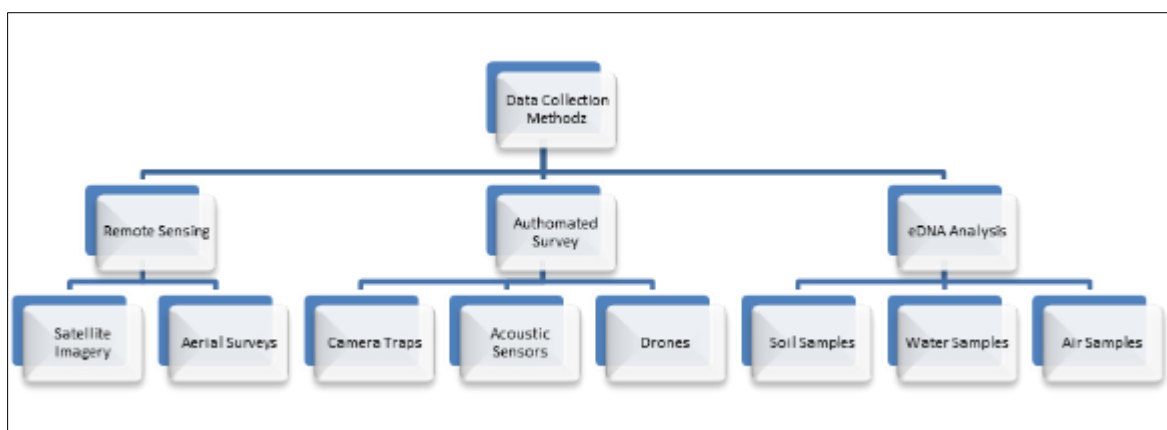 Data Collection
Methodz
Remote Sensing
Authomated
Survey
eDNA Analysis
Satellite
Imagery
Aerial Surveys
Camera Traps
Acoustic
Sensors
Drones
Soil Samples
Water Samples
Air Samples